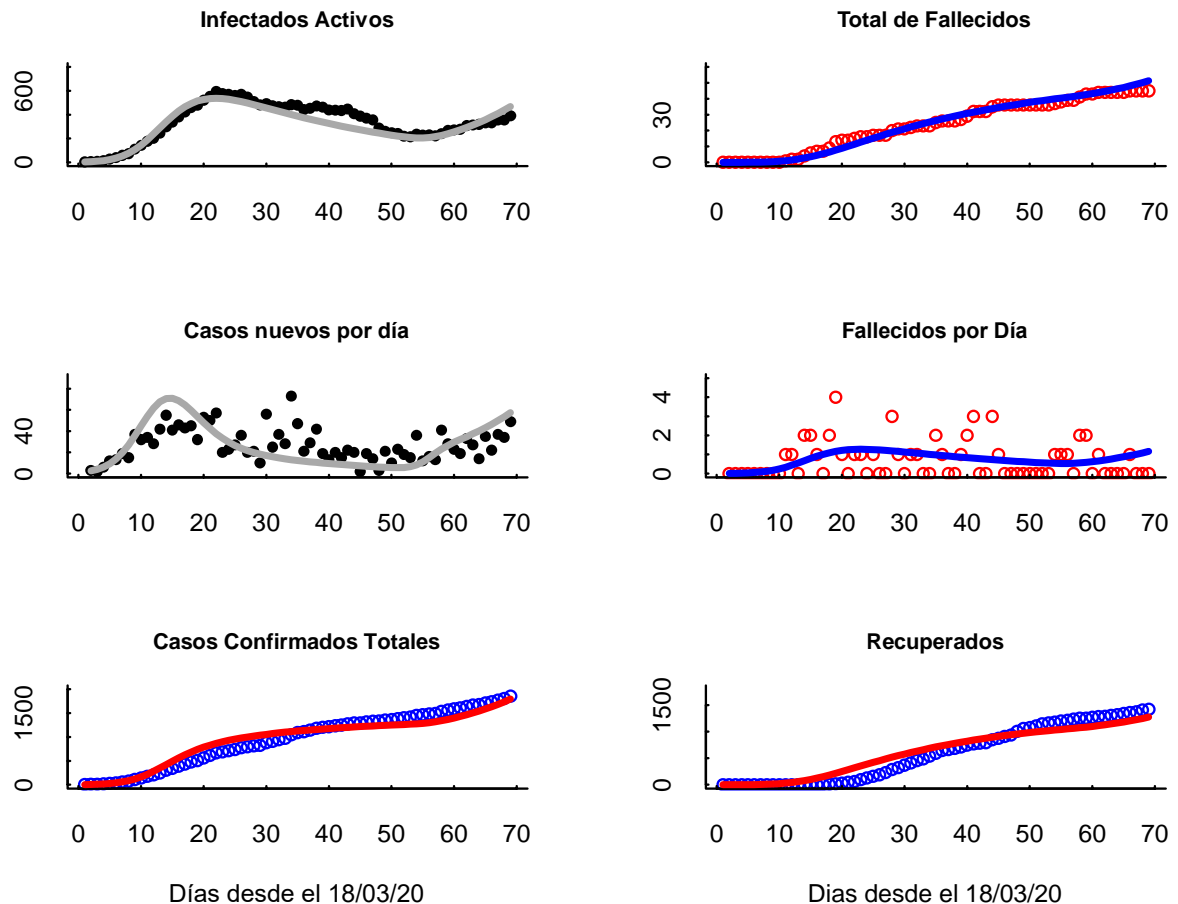 Infectados Activos
600
0
0 10 20 30 40 50 60 70
Total de Fallecidos
30
0
0 10 20 30 40 50 60 70
Casos nuevos por día
40
0
0 10 20 30 40 50 60 70
Fallecidos por Día
4
2
0
0 10 20 30 40 50 60 70
Casos Confirmados Totales
1500
0
0 10 20 30 40 50 60 70
Días desde el 18/03/20
Recuperados
1500
0
0 10 20 30 40 50 60 70
Dias desde el 18/03/20